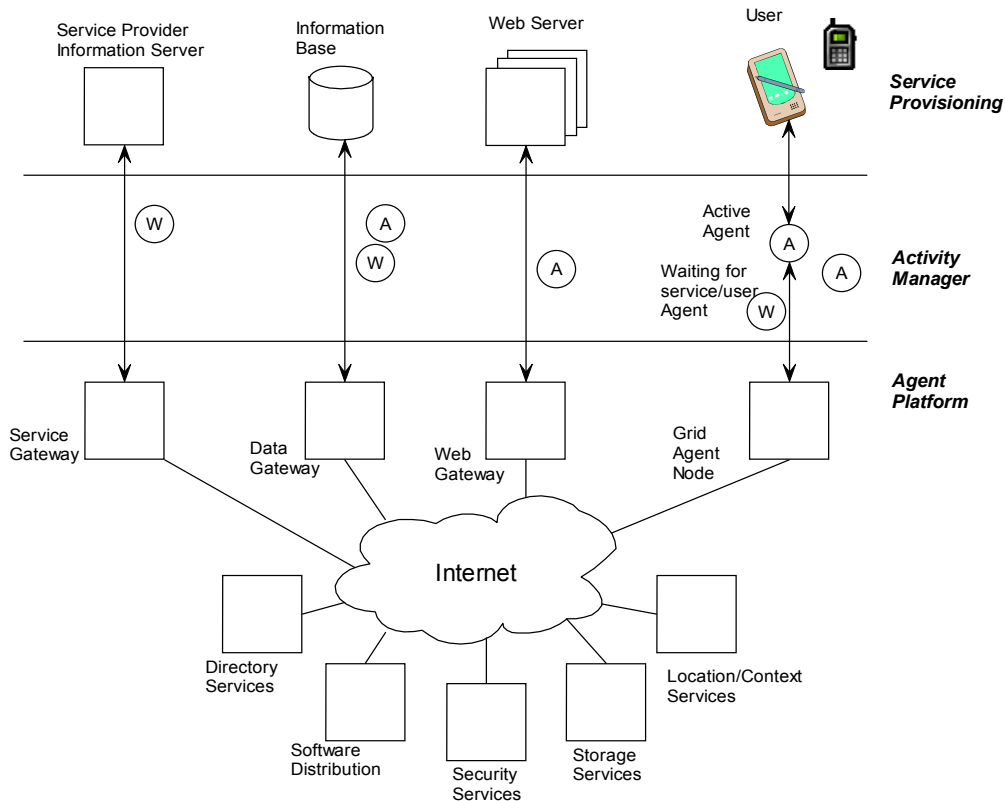 Service Provider
Information Server
Information
Base
Web Server
User
Service
Provisioning
W
A
W
A
Active
Agent
A
A
Waiting for
service/user
Agent
W
Activity
Manager
Agent
Platform
Service
Gateway
Data
Gateway
Web
Gateway
Grid
Agent
Node
Internet
Directory
Services
Software
Distribution
Security
Services
Storage
Services
Location/Context
Services